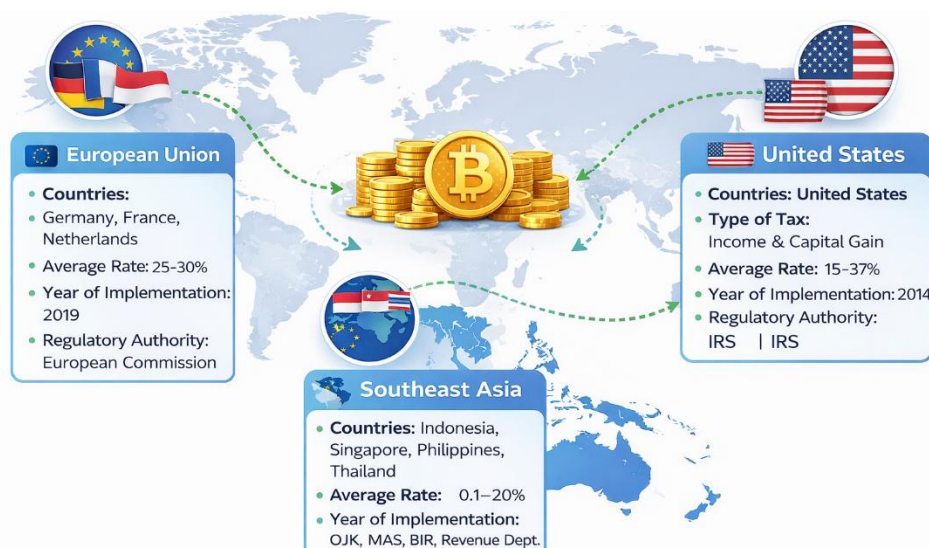 European Union
Countries:
Germany, France,
Netherlands
Average Rate: 25-30%
Year of Implementation:
2019
Regulatory Authority:
European Commission
United States
Countries: United States
Type of Tax:
Income & Capital Gain
Average Rate: 15-37%
Year of Implementation: 2014
Regulatory Authority:
IRS | IRS
Southeast Asia
Countries: Indonesia,
Singapore, Philippines,
Thailand
Average Rate: 0.1–20%
Year of Implementation:
OJK, MAS, BIR, Revenue Dept.